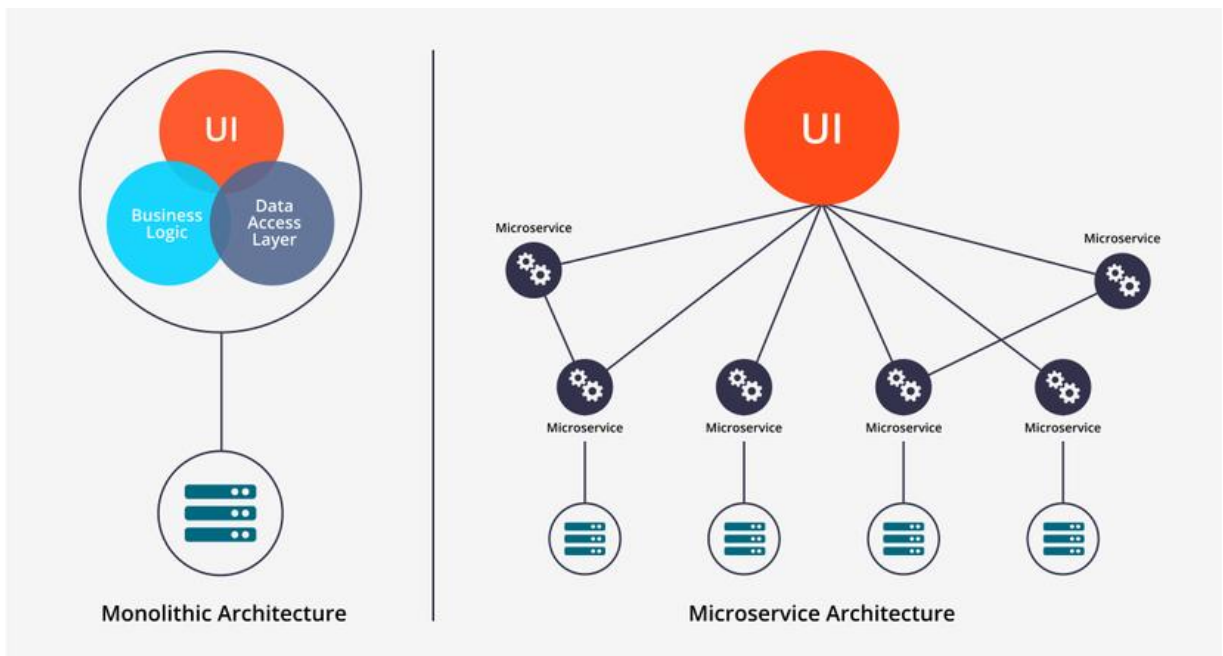 UI
Business
Logic
Data
Access
Layer
Monolithic Architecture
UI
Microservice
Microservice
Microservice
Microservice
Microservice
Microservice
Microservice Architecture